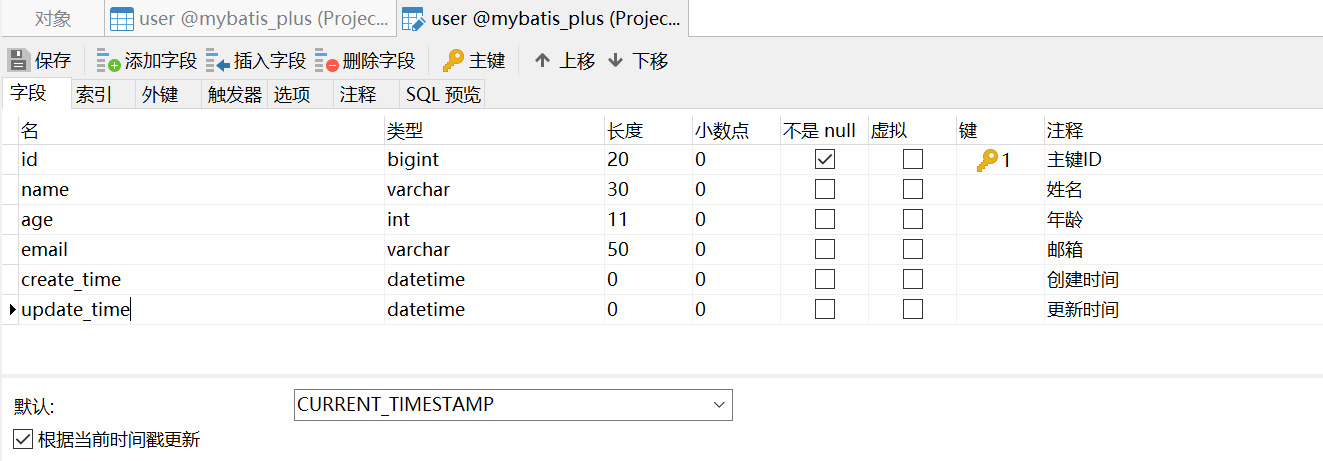 对象 user @mybatis_plus (Projec... user @mybatis_plus (Projec...
保存 添加字段 插入字段 删除字段 主键 上移 下移
字段 索引 外键 触发器 选项 注释 SQL 预览
名 类型 长度 小数点 不是 null 虚拟 键 注释
id bigint 20 0 1 主键ID
name varchar 30 0 姓名
age int 11 0 年龄
email varchar 50 0 邮箱
create_time datetime 0 0 创建时间
update_time datetime 0 0 更新时间
默认: CURRENT_TIMESTAMP
根据当前时间戳更新